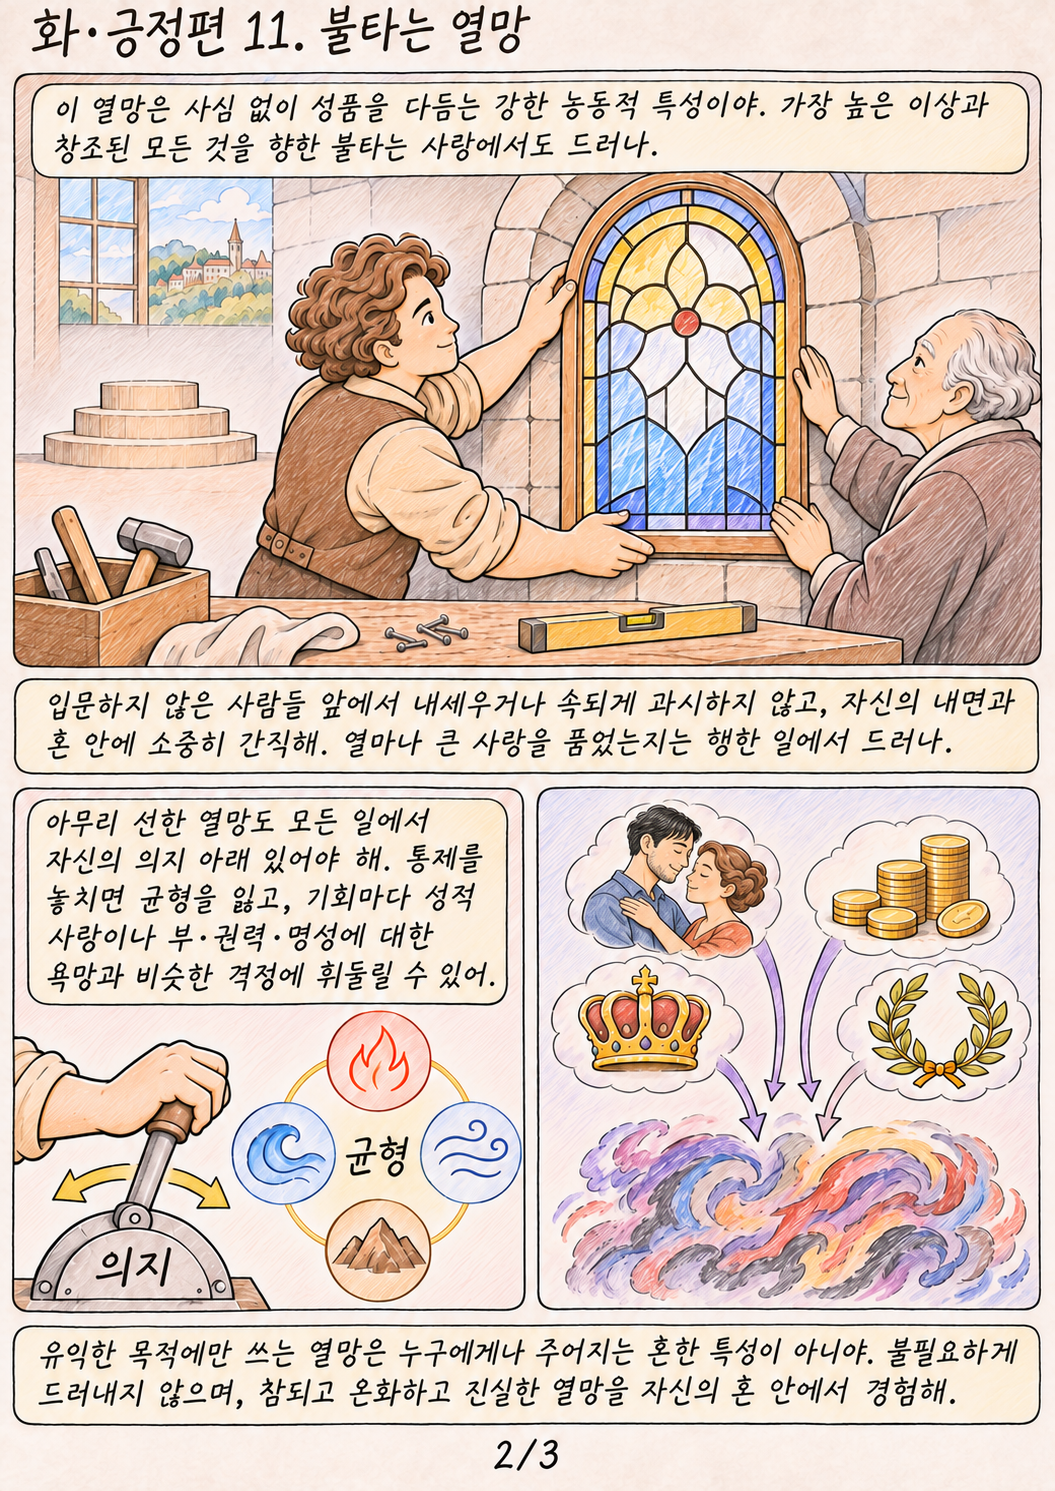 화·긍정편 11. 불타는 열망
이 열망은 사심 없이 성품을 다듬는 강한 능동적 특성이야. 가장 높은 이상과
창조된 모든 것을 향한 불타는 사랑에서도 드러나.
입문하지 않은 사람들 앞에서 내세우거나 속되게 과시하지 않고, 자신의 내면과
혼 안에 소중히 간직해. 얼마나 큰 사랑을 품었는지는 행한 일에서 드러나.
아무리 선한 열망도 모든 일에서
자신의 의지 아래 있어야 해. 통제를
놓치면 균형을 잃고, 기회마다 성적
사랑이나 부·권력·명성에 대한
욕망과 비슷한 격정에 휘둘릴 수 있어.
균형
의지
유익한 목적에만 쓰는 열망은 누구에게나 주어지는 흔한 특성이 아니야. 불필요하게
드러내지 않으며, 참되고 온화하고 진실한 열망을 자신의 혼 안에서 경험해.
2/3